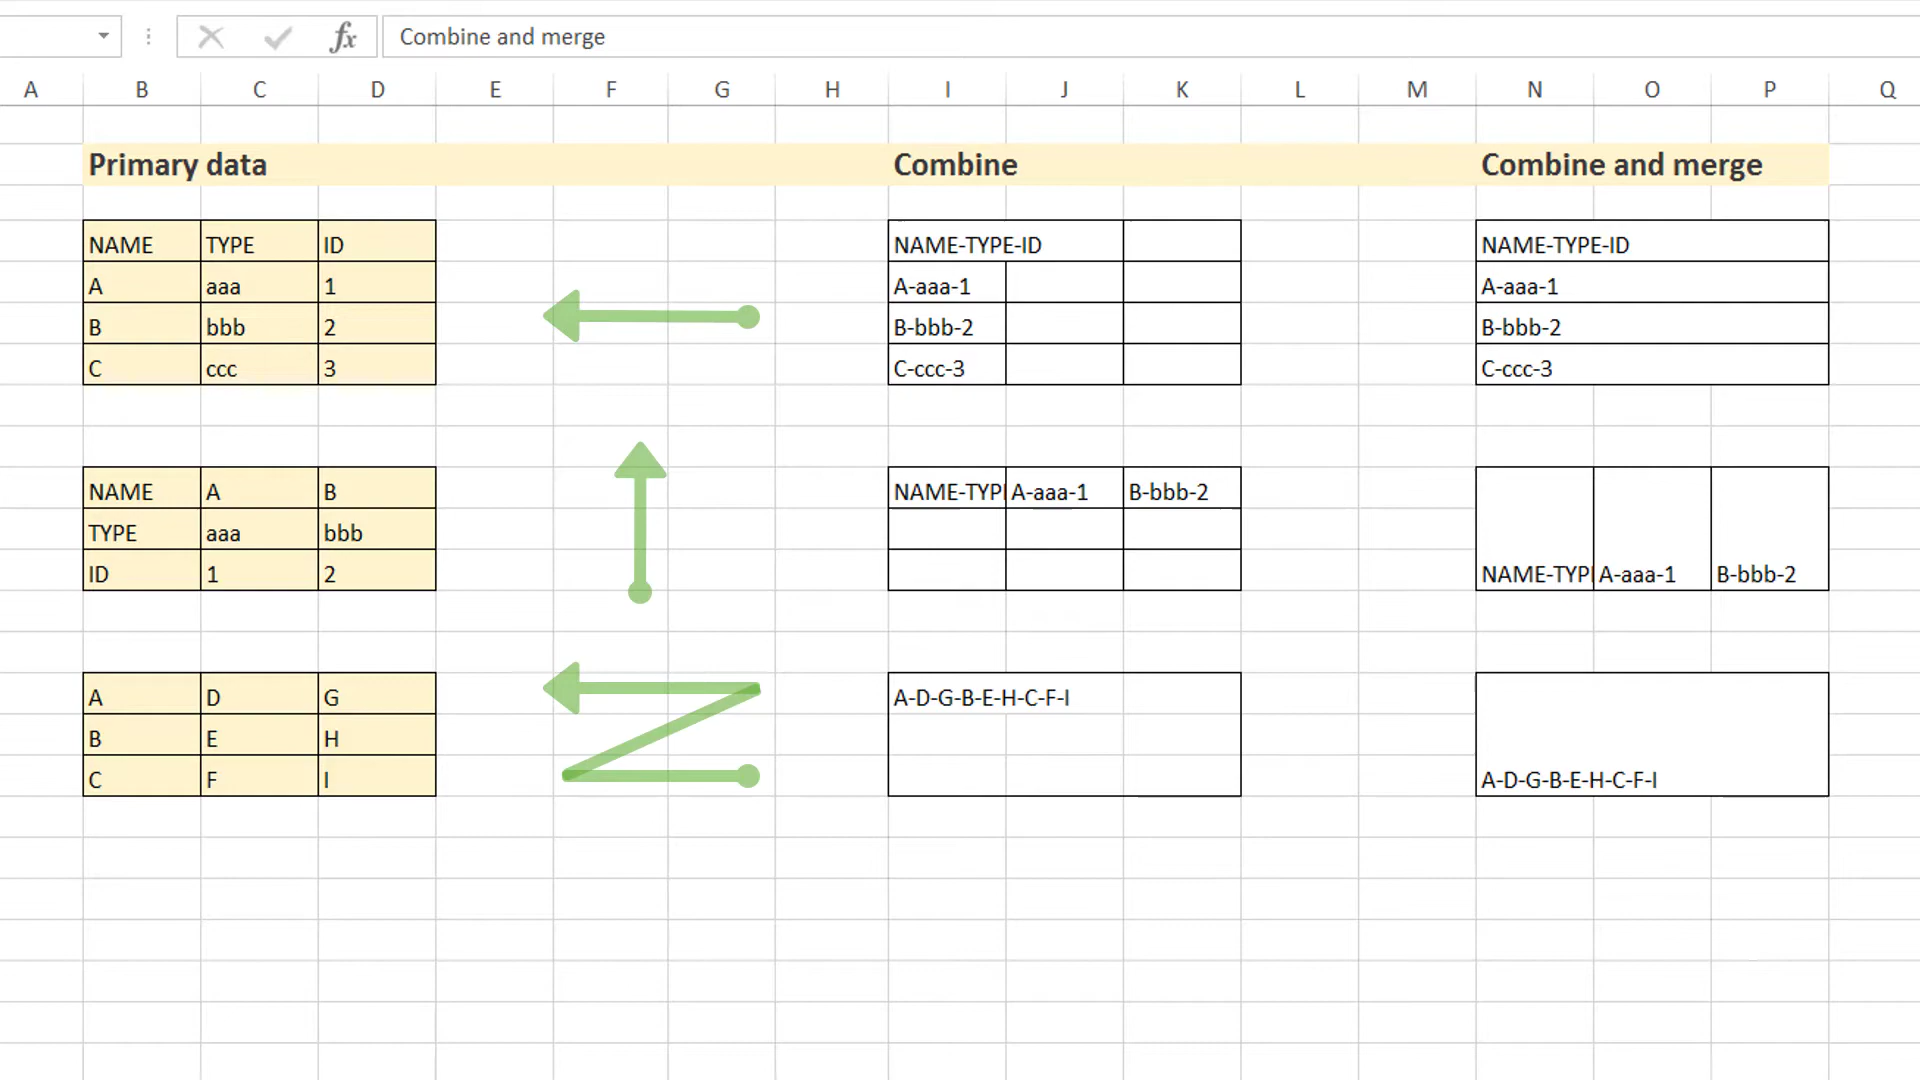 fx Combine and merge
A B C D E F G H I J K L M N O P Q
Primary data Combine Combine and merge
NAME TYPE ID NAME-TYPE-ID NAME-TYPE-ID
A aaa 1 A-aaa-1 A-aaa-1
B bbb 2 B-bbb-2 B-bbb-2
C ccc 3 C-ccc-3 C-ccc-3
NAME A B NAME-TYP A-aaa-1 B-bbb-2
TYPE aaa bbb
ID 1 2 NAME-TYP A-aaa-1 B-bbb-2
A D G A-D-G-B-E-H-C-F-I
B E H
C F I A-D-G-B-E-H-C-F-I